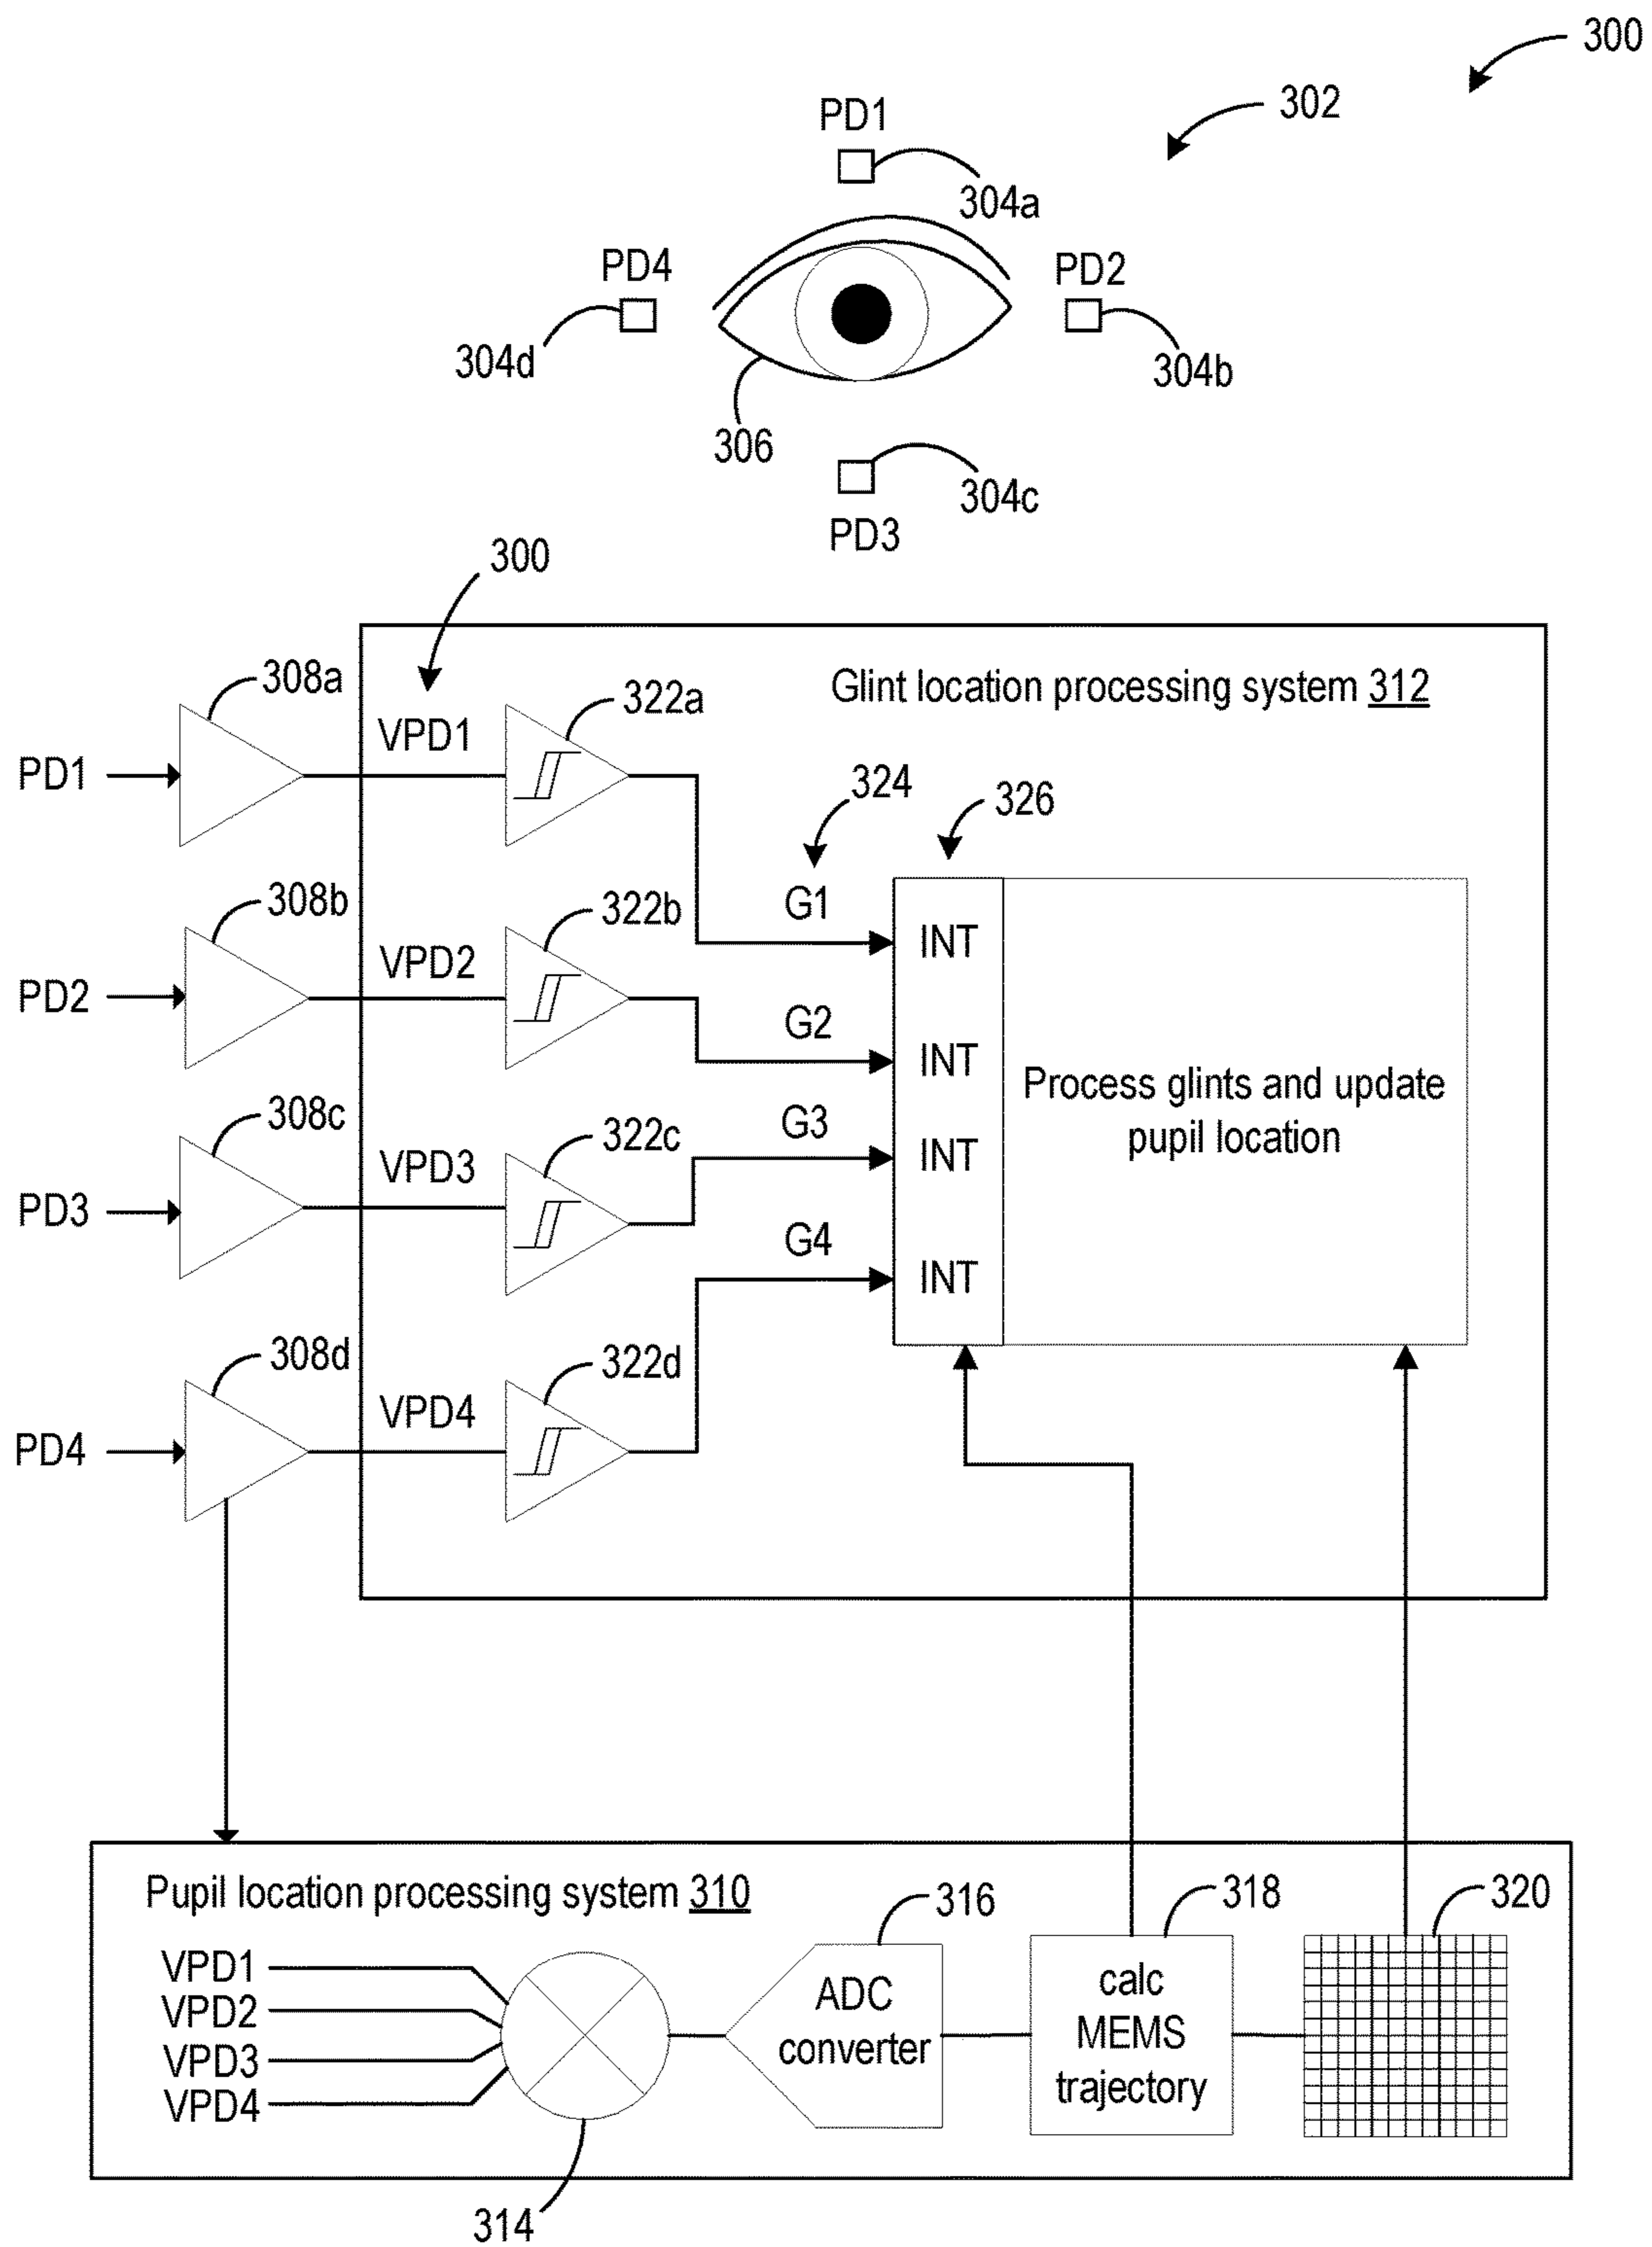 300
302
PD1
304a
PD4
PD2
304d
304b
306
304c
PD3
300
308a
VPD1
322a
Glint location processing system 312
PD1
324
326
308b
VPD2
322b
G1
INT
PD2
G2
INT
Process glints and update
pupil location
308c
VPD3
322c
G3
INT
PD3
G4
INT
308d
VPD4
322d
PD4
Pupil location processing system 310
316
318
320
VPD1
VPD2
VPD3
VPD4
ADC
converter
calc
MEMS
trajectory
314